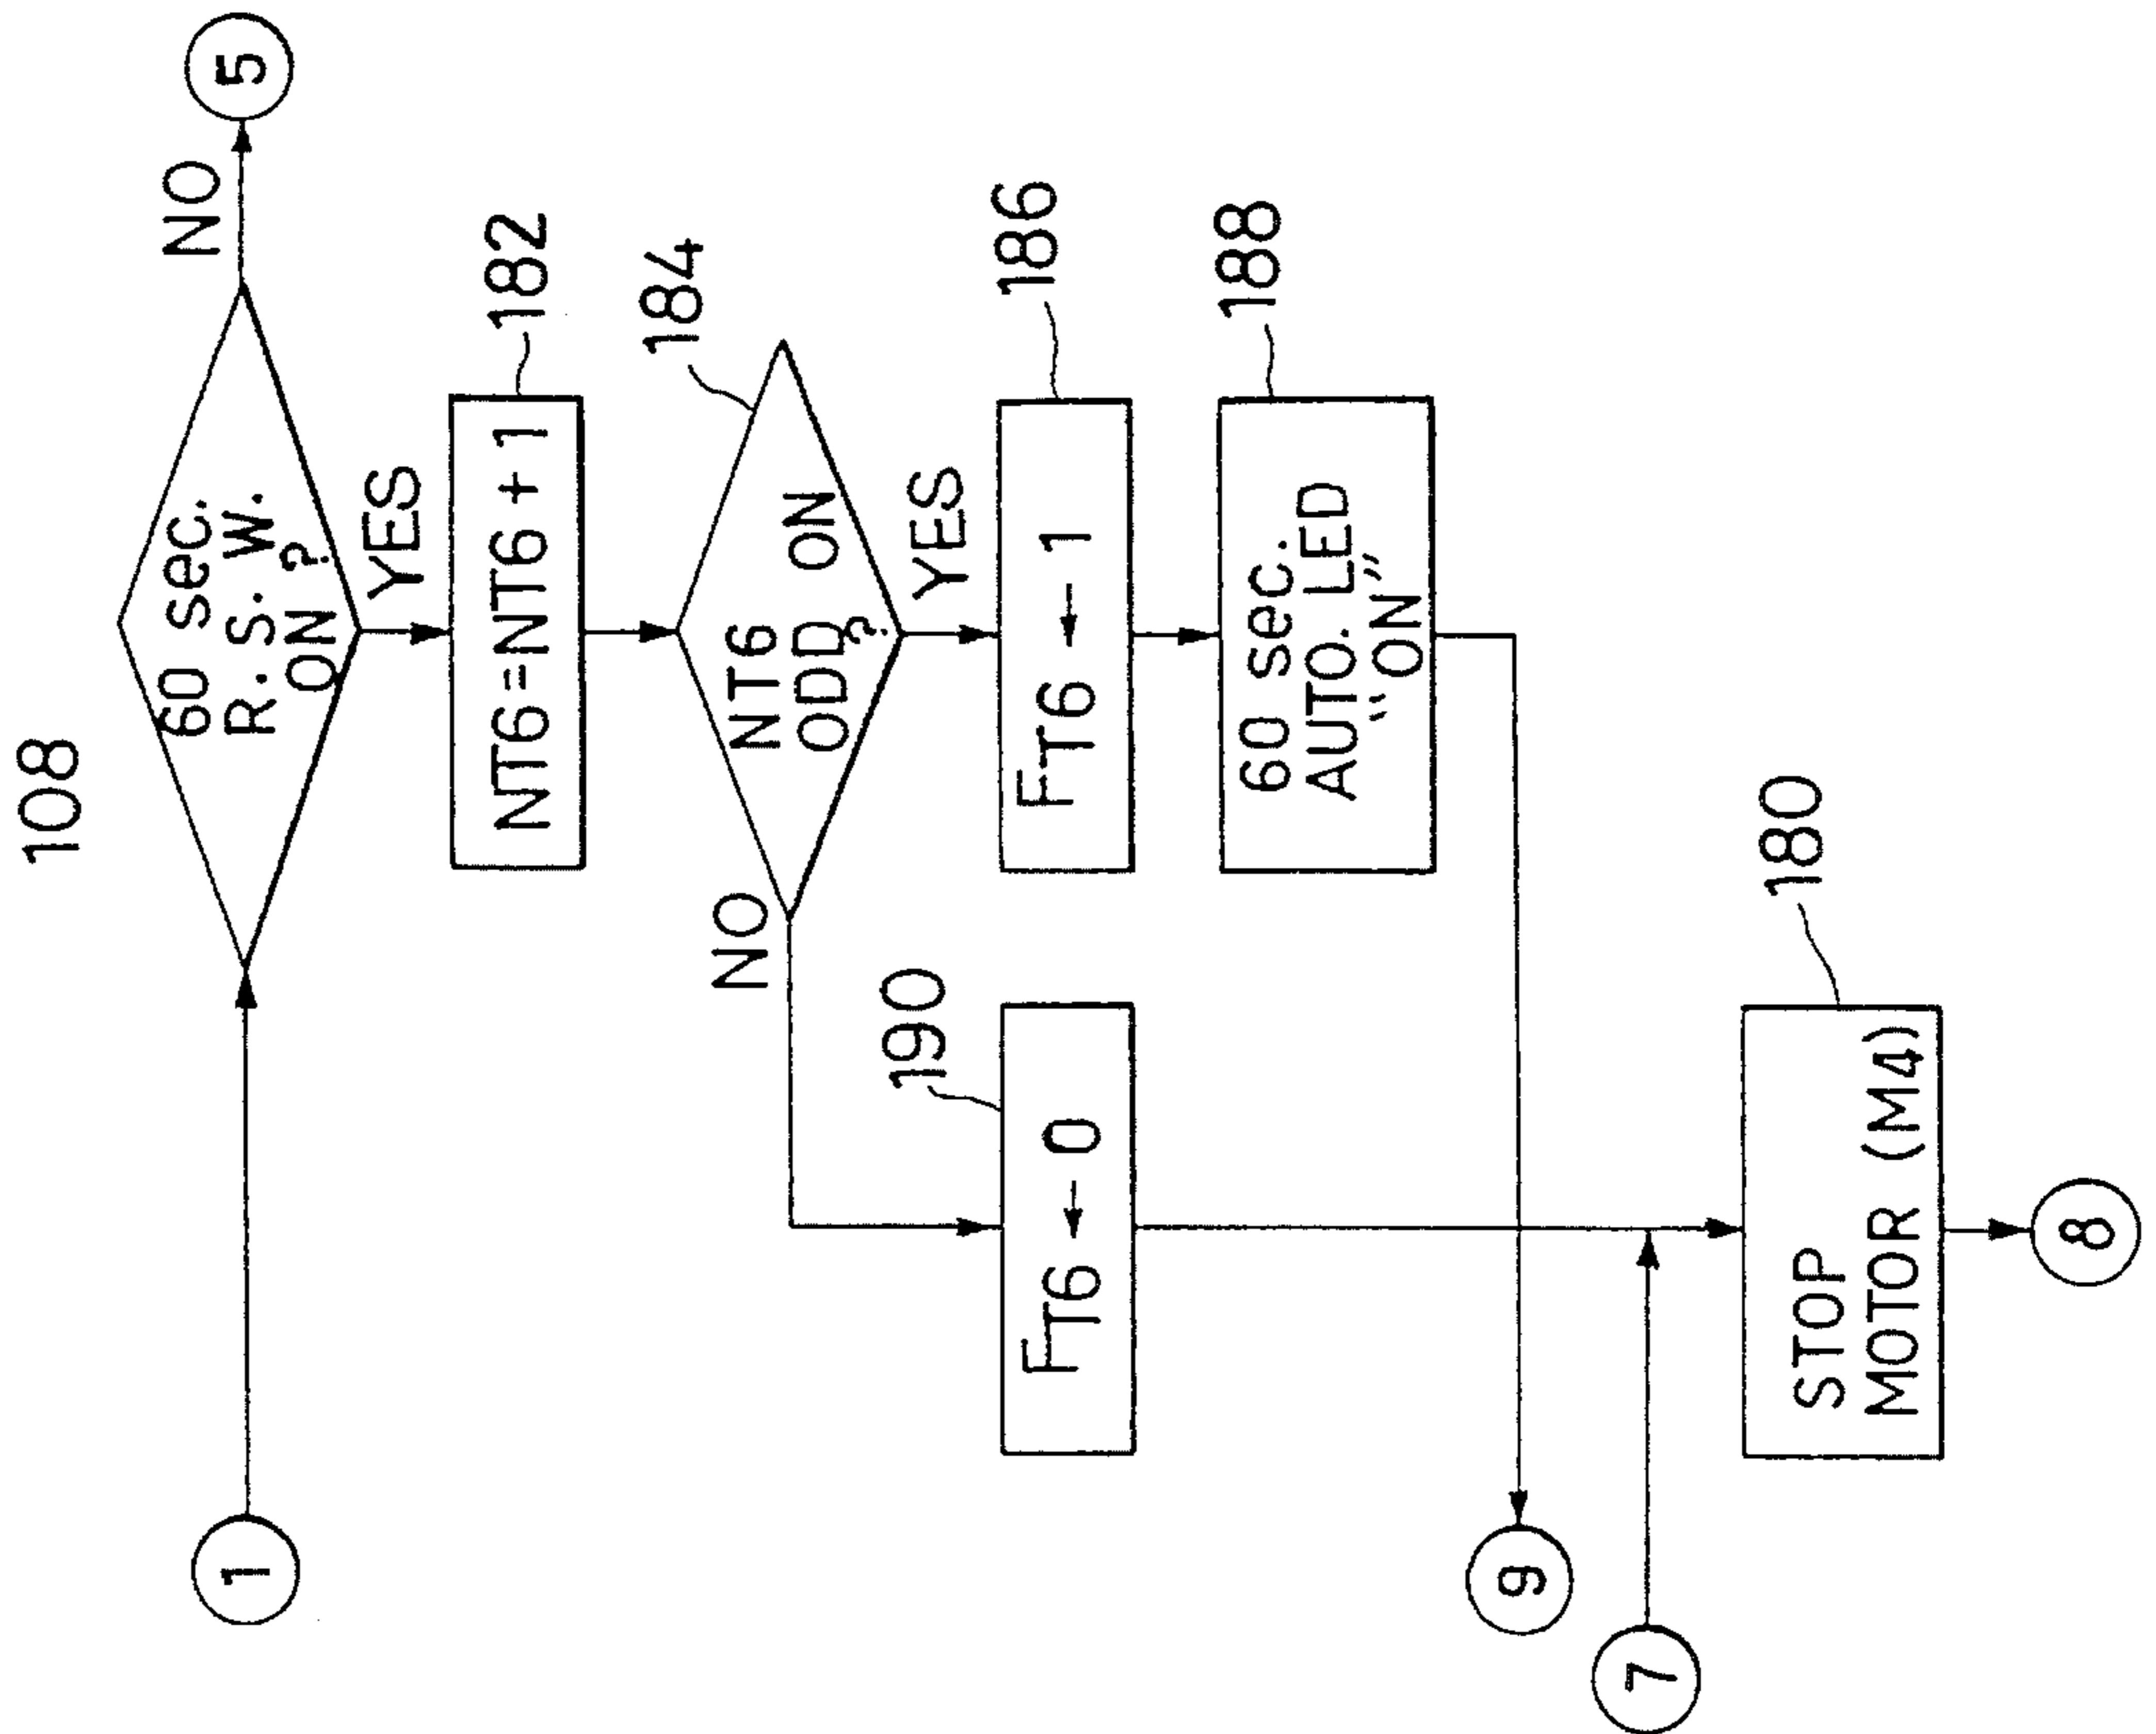 108
1
60 sec.
R. S. W.
ON ?
NO
5
YES
NT6=NT6 + 1
182
184
NO
NT6
ODD ON
?
YES
190
FT6 ← 0
FT6 ← 1
186
60 sec.
AUTO. LED
"ON"
188
9
7
180
STOP
MOTOR (M4)
8